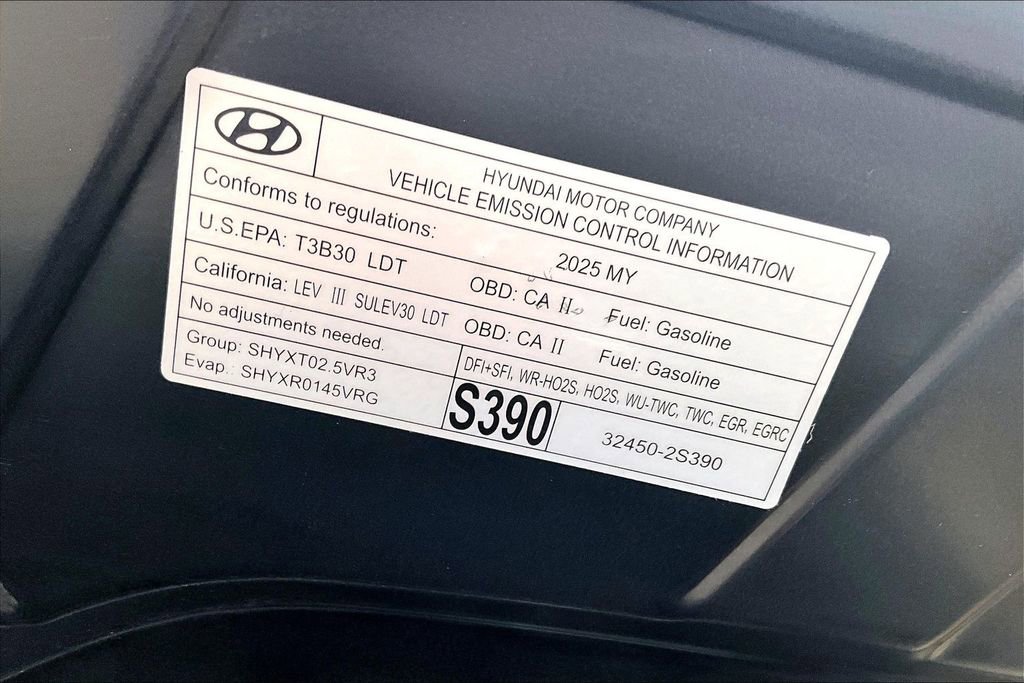 HYUNDAI MOTOR COMPANY
VEHICLE EMISSION CONTROL INFORMATION
Conforms to regulations: 2025 MY
U.S.EPA: T3B30 LDT OBD: CA II Fuel: Gasoline
California: LEV III SULEV30 LDT OBD: CA II Fuel: Gasoline
No adjustments needed.
DFI+SFI, WR-HO2S, HO2S, WU-TWC, TWC, EGR, EGRC
Group: SHYXT02.5VR3
Evap.: SHYXR0145VRG
S390
32450-2S390